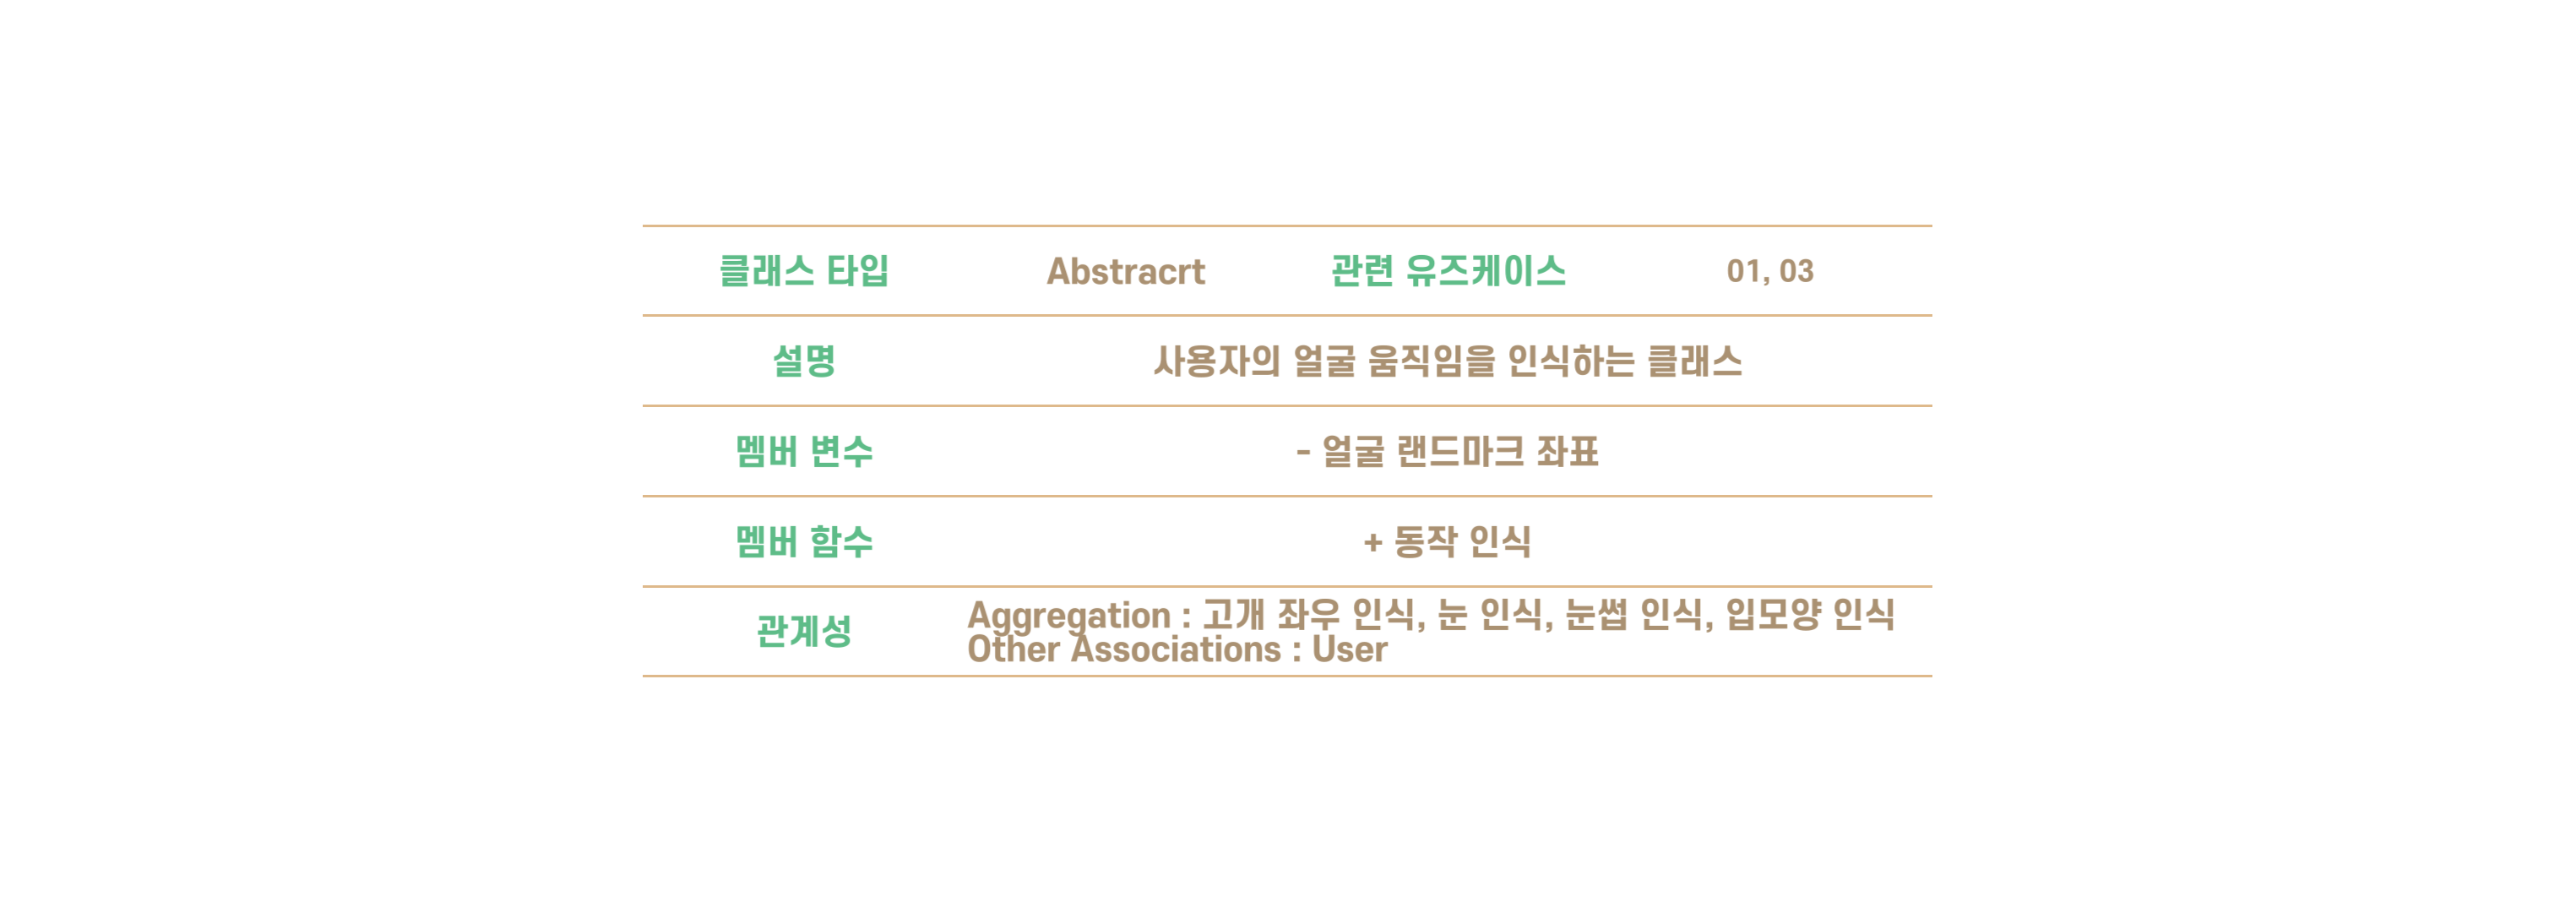 클래스 타입 Abstracrt 관련 유즈케이스 01, 03
설명 사용자의 얼굴 움직임을 인식하는 클래스
멤버 변수 - 얼굴 랜드마크 좌표
멤버 함수 + 동작 인식
관계성 Aggregation : 고개 좌우 인식, 눈 인식, 눈썹 인식, 입모양 인식
Other Associations : User